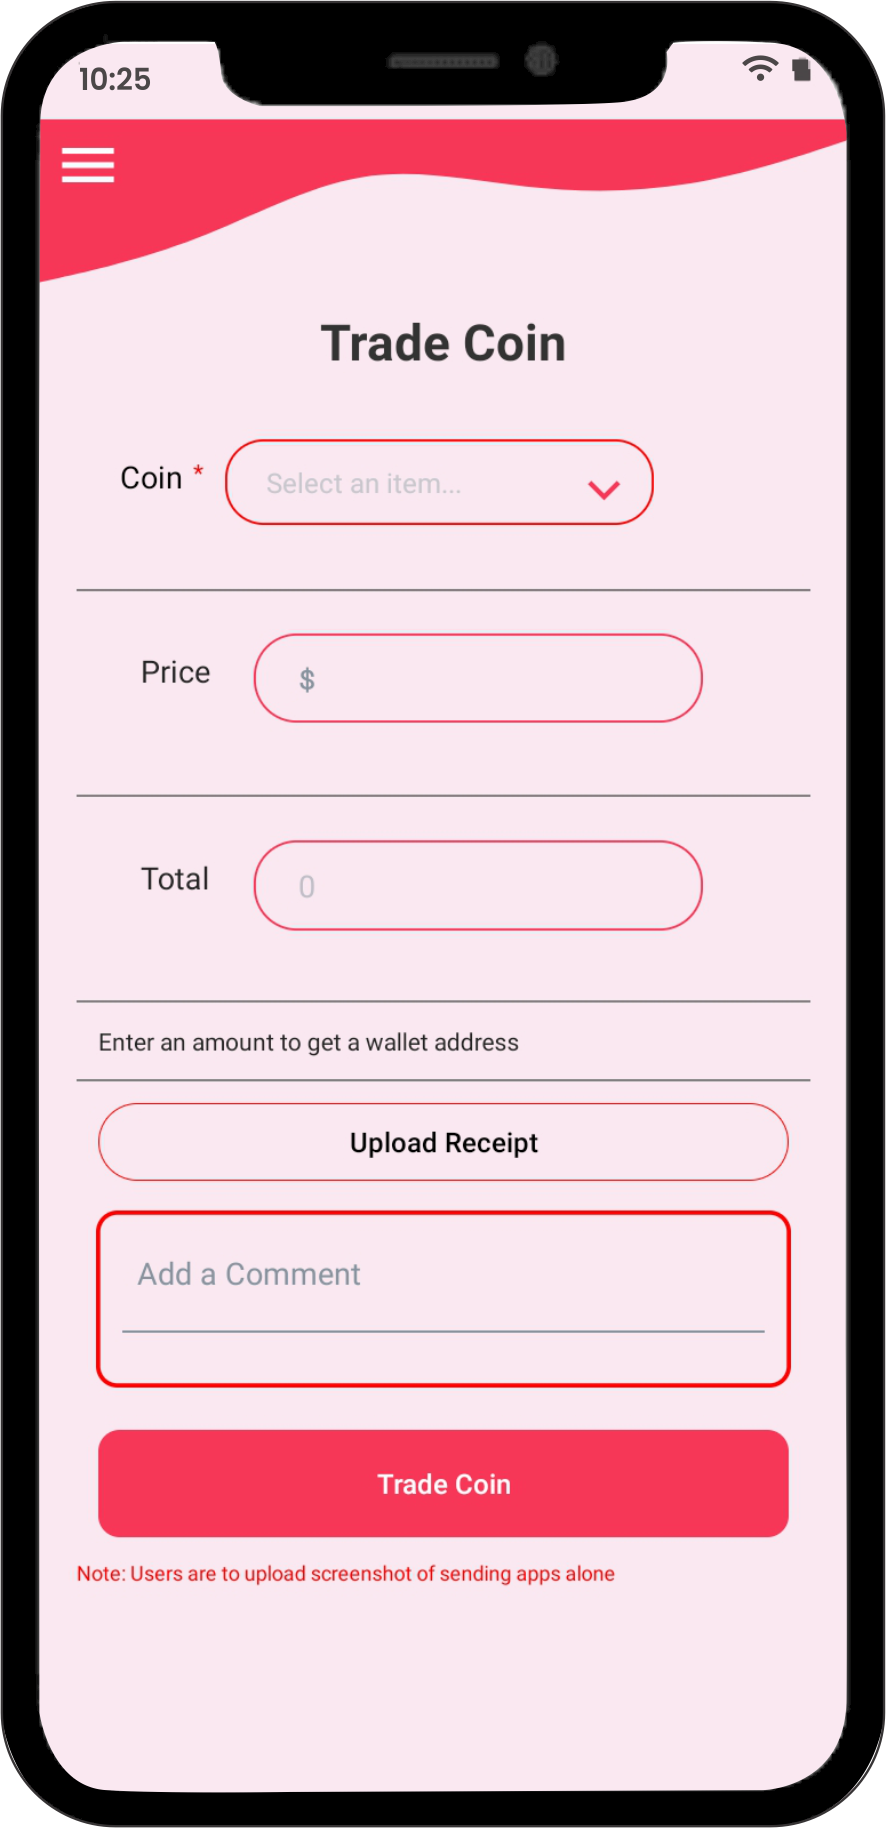 10:25
Trade Coin
Coin *
Select an item...
Price
$
Total
0
Enter an amount to get a wallet address
Upload Receipt
Add a Comment
Trade Coin
Note: Users are to upload screenshot of sending apps alone